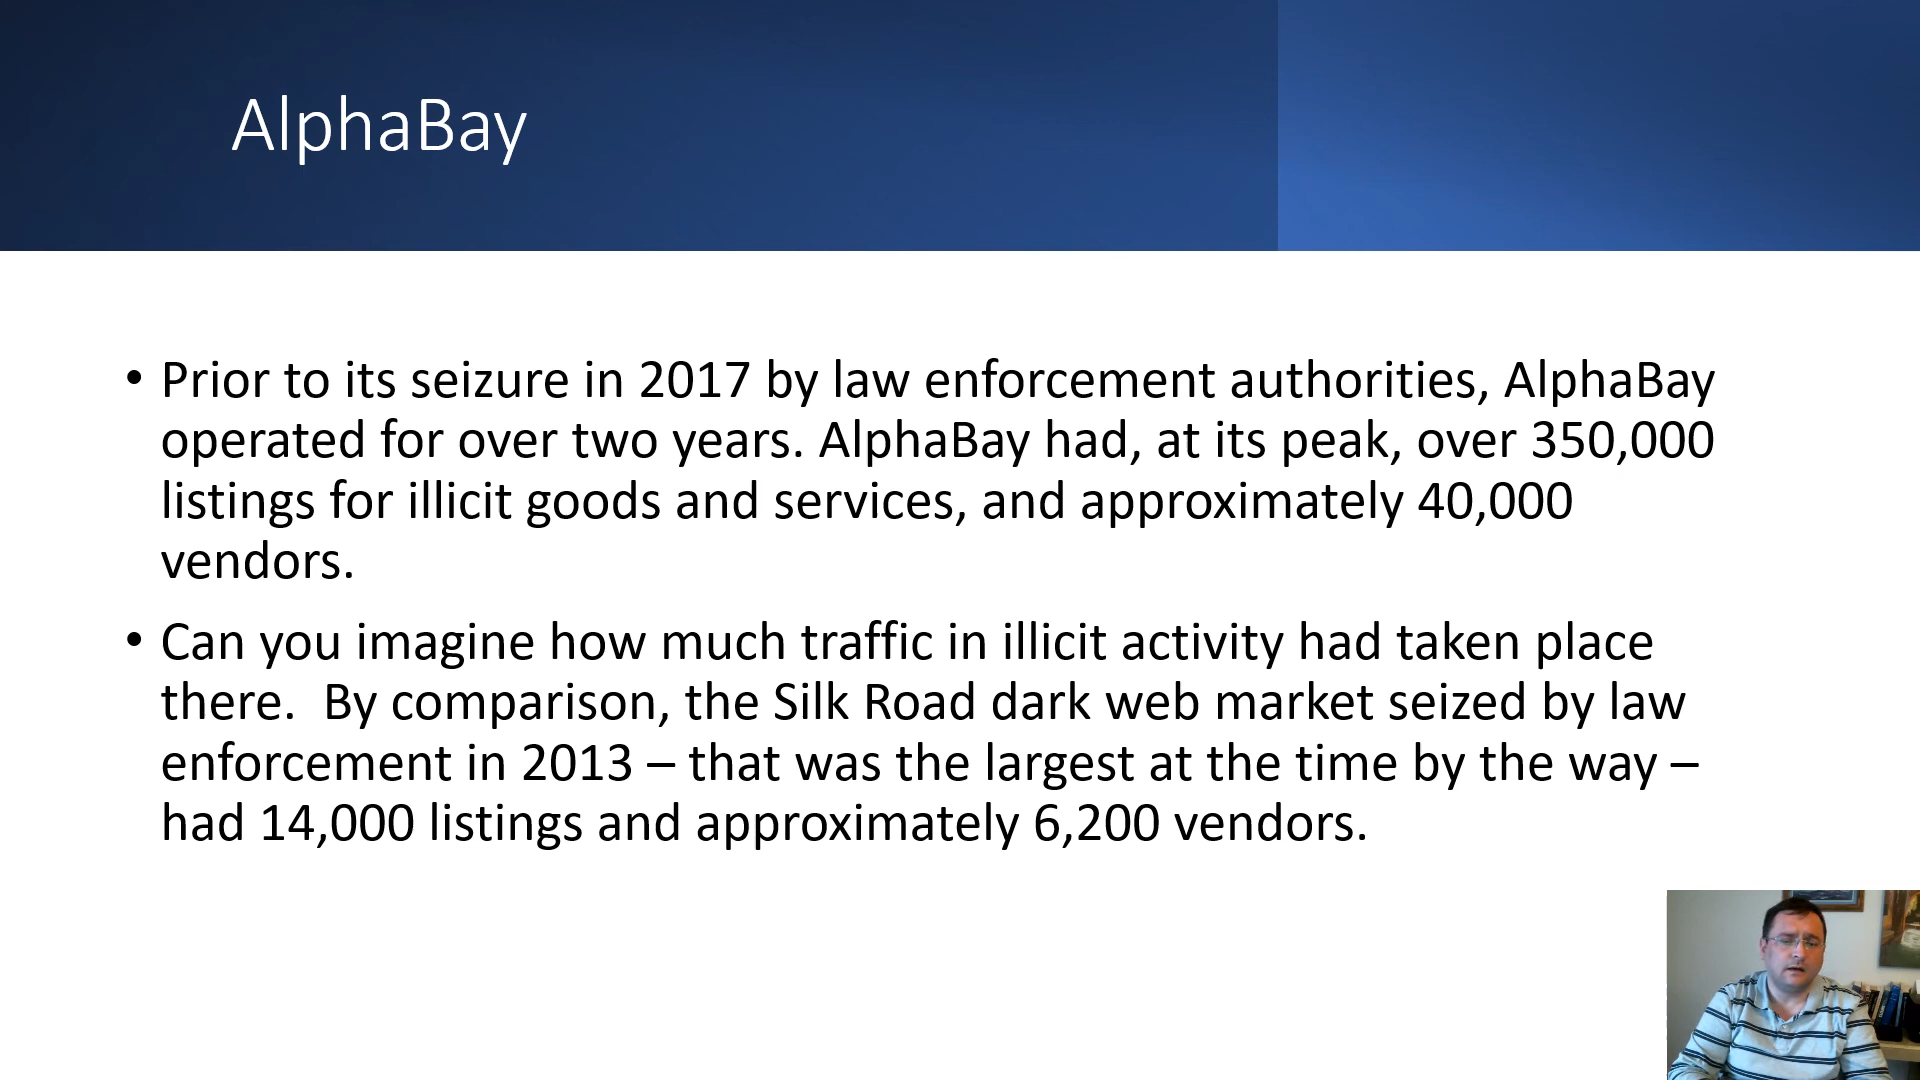 AlphaBay
• Prior to its seizure in 2017 by law enforcement authorities, AlphaBay
operated for over two years. AlphaBay had, at its peak, over 350,000
listings for illicit goods and services, and approximately 40,000
vendors.
• Can you imagine how much traffic in illicit activity had taken place
there.  By comparison, the Silk Road dark web market seized by law
enforcement in 2013 – that was the largest at the time by the way –
had 14,000 listings and approximately 6,200 vendors.